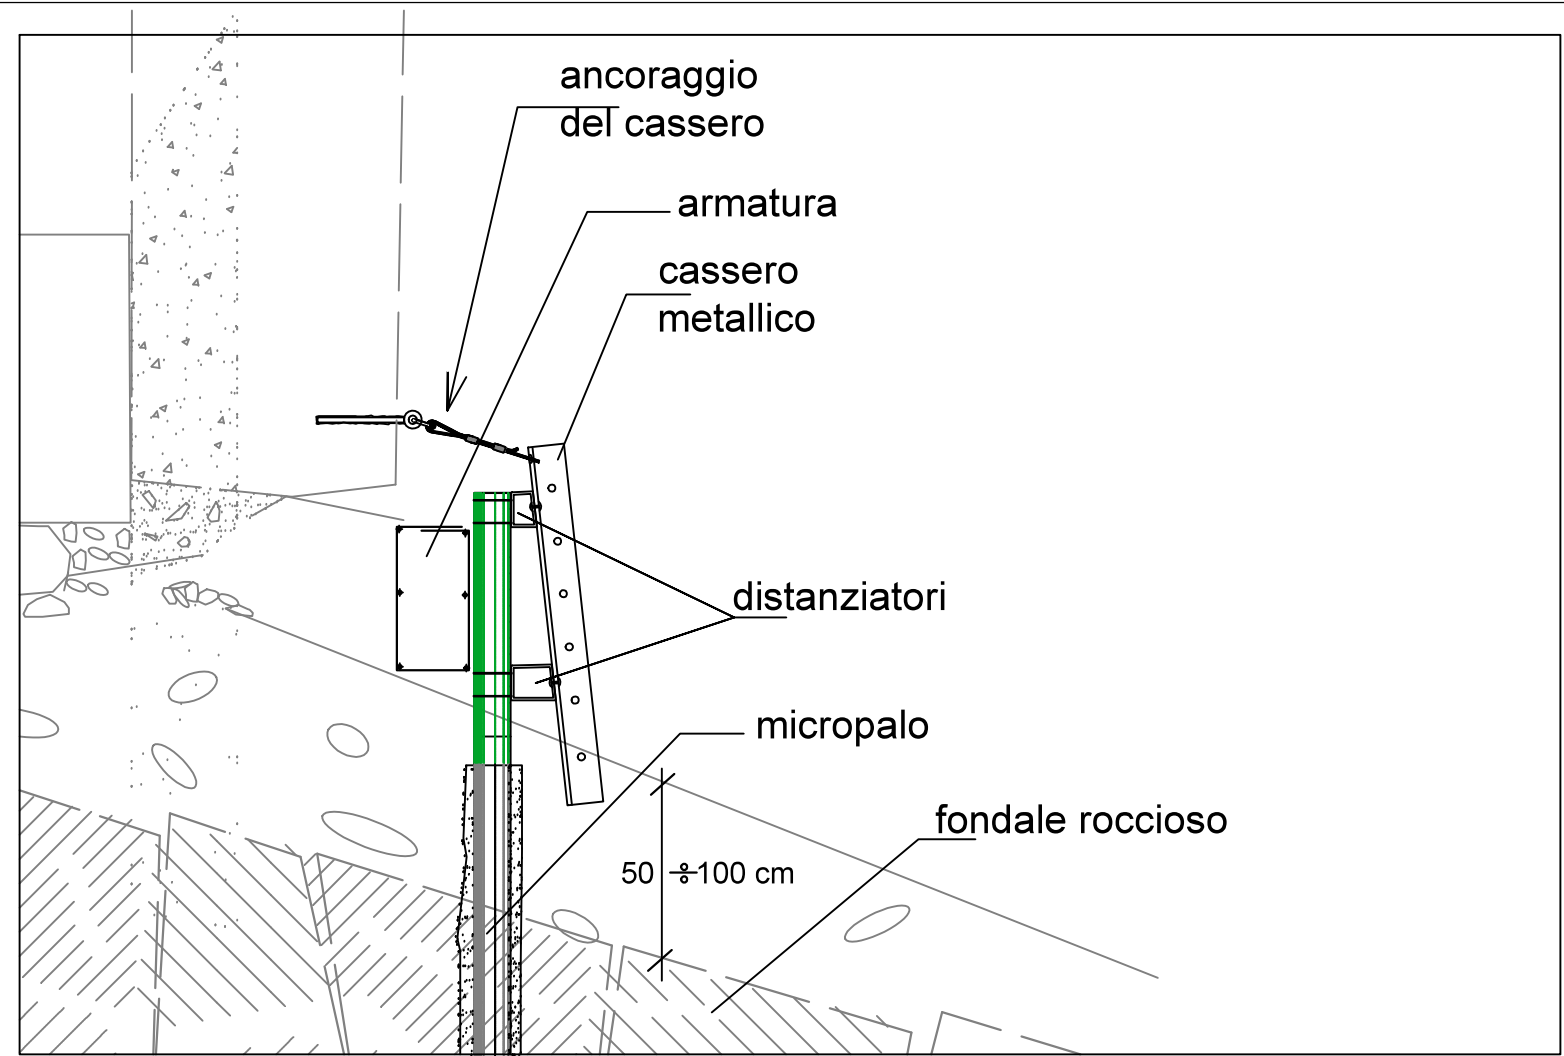 ancoraggio
del cassero
armatura
cassero
metallico
distanziatori
micropalo
fondale roccioso
50 ÷100 cm